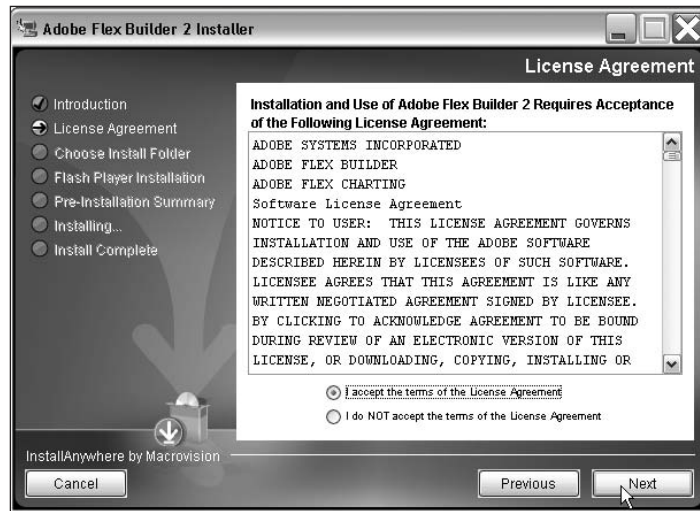 Adobe Flex Builder 2 Installer
License Agreement
Introduction
License Agreement
Choose Install Folder
Flash Player Installation
Pre-Installation Summary
Installing...
Install Complete
Installation and Use of Adobe Flex Builder 2 Requires Acceptance
of the Following License Agreement:
ADOBE SYSTEMS INCORPORATED
ADOBE FLEX BUILDER
ADOBE FLEX CHARTING
Software License Agreement
NOTICE TO USER: THIS LICENSE AGREEMENT GOVERNS
INSTALLATION AND USE OF THE ADOBE SOFTWARE
DESCRIBED HEREIN BY LICENSEES OF SUCH SOFTWARE.
LICENSEE AGREES THAT THIS AGREEMENT IS LIKE ANY
WRITTEN NEGOTIATED AGREEMENT SIGNED BY LICENSEE.
BY CLICKING TO ACKNOWLEDGE AGREEMENT TO BE BOUND
DURING REVIEW OF AN ELECTRONIC VERSION OF THIS
LICENSE, OR DOWNLOADING, COPYING, INSTALLING OR
I accept the terms of the License Agreement
I do NOT accept the terms of the License Agreement
InstallAnywhere by Macrovision
Cancel
Previous
Next